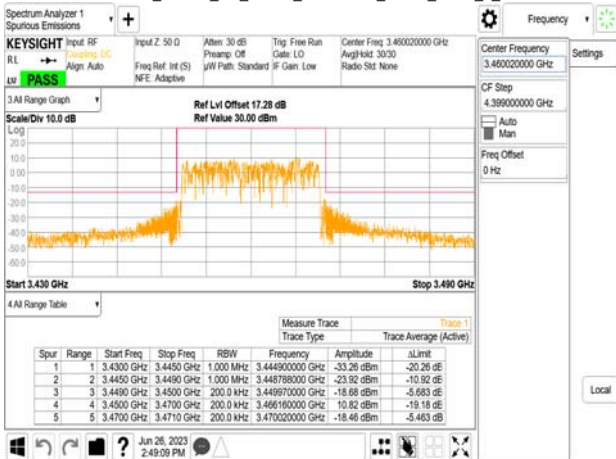 Spectrum Analyzer 1
Spurious Emissions
Frequency
KEYSIGHT Input: RF Input Z: 50 Ω Atten: 30 dB Trig: Free Run Center Freq: 3.460020000 GHz
RL Coupling: DC Preamp: Off Gate: LO Avg|Hold: 30/30
Align: Auto Freq Ref: Int (S) µW Path: Standard IF Gain: Low Radio Std: None
NFE: Adaptive
PASS
Center Frequency
3.460020000 GHz
Settings
CF Step
4.399000000 GHz
Auto
Man
Freq Offset
0 Hz
Local
3 All Range Graph
Ref Lvl Offset 17.28 dB
Scale/Div 10.0 dB Ref Value 30.00 dBm
Log
20.0
10.0
0.00
-10.0
-20.0
-30.0
-40.0
-50.0
-60.0
Start 3.430 GHz Stop 3.490 GHz
4 All Range Table
Measure Trace Trace 1
Trace Type Trace Average (Active)
Spur Range Start Freq Stop Freq RBW Frequency Amplitude ΔLimit
1 1 3.4300 GHz 3.4450 GHz 1.000 MHz 3.444900000 GHz -33.26 dBm -20.26 dB
2 2 3.4450 GHz 3.4490 GHz 1.000 MHz 3.448788000 GHz -23.92 dBm -10.92 dB
3 3 3.4490 GHz 3.4500 GHz 200.0 kHz 3.449970000 GHz -18.68 dBm -5.683 dB
4 4 3.4500 GHz 3.4700 GHz 200.0 kHz 3.466160000 GHz 10.82 dBm -19.18 dB
5 5 3.4700 GHz 3.4710 GHz 200.0 kHz 3.470020000 GHz -18.46 dBm -5.463 dB
Jun 26, 2023
2:49:09 PM